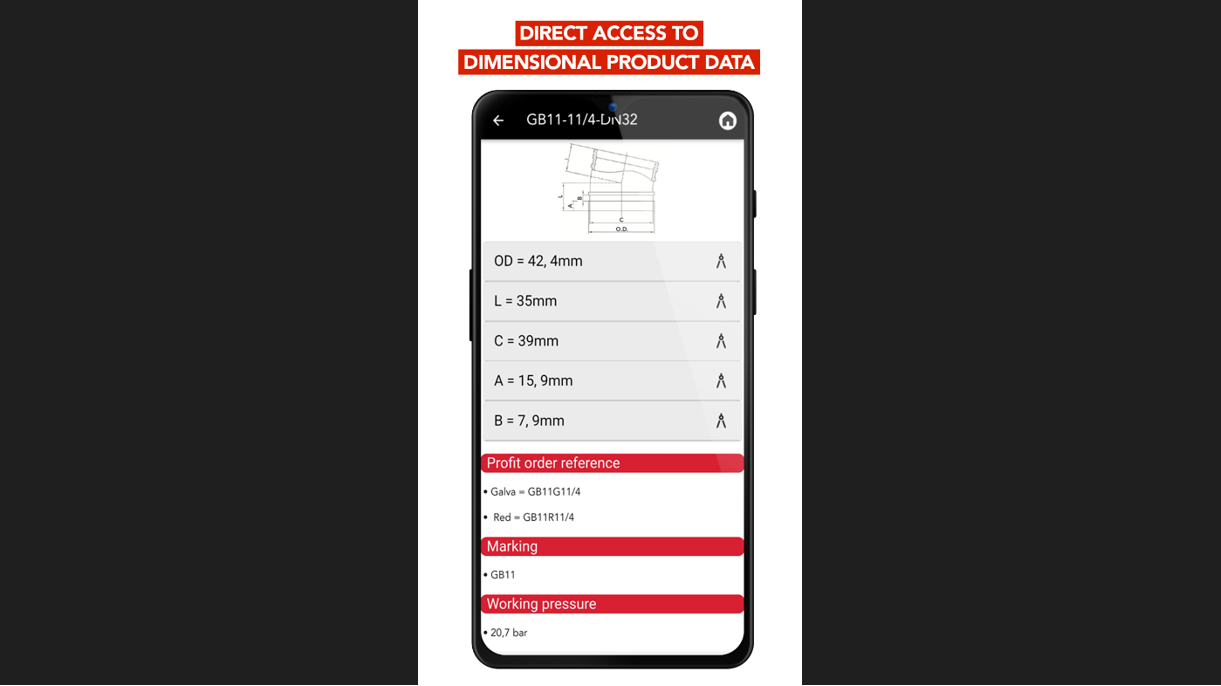 DIRECT ACCESS TO
DIMENSIONAL PRODUCT DATA
GB11-11/4-DN32
L
A
B
C
O.D.
OD = 42, 4mm
L = 35mm
C = 39mm
A = 15, 9mm
B = 7, 9mm
Profit order reference
• Galva = GB11G11/4
• Red = GB11R11/4
Marking
• GB11
Working pressure
• 20,7 bar